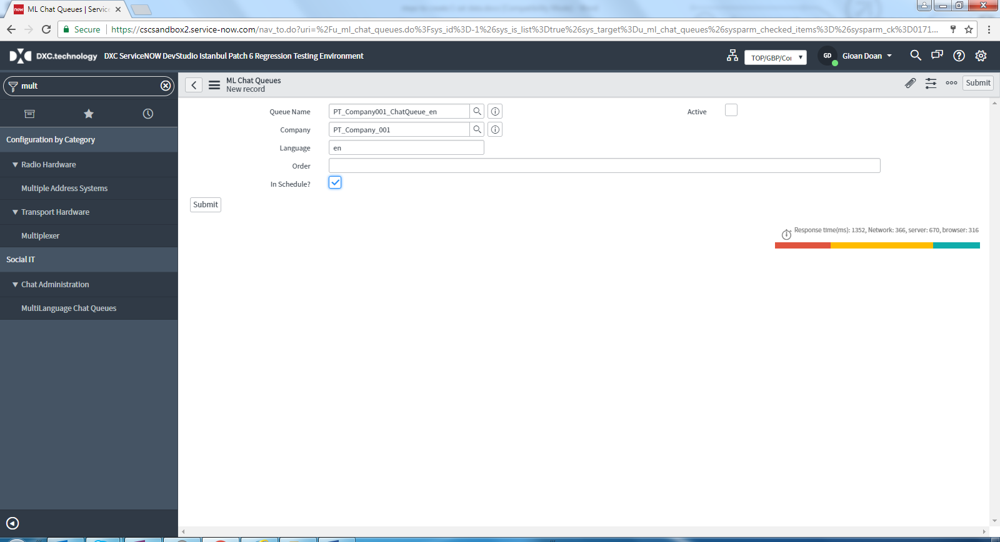 now ML Chat Queues | Service
Secure https://cscsandbox2.service-now.com/nav_to.do?uri=%2Fu_ml_chat_queues.do%3Fsys_id%3D-1%26sys_is_list%3Dtrue%26sys_target%3Du_ml_chat_queues%26sysparm_checked_items%3D%26sysparm_ck%3D0171...
DXC.technology DXC ServiceNOW DevStudio Istanbul Patch 6 Regression Testing Environment
TOP/GBP/Cor
GD Gioan Doan
mult
ML Chat Queues
New record
Submit
Configuration by Category
Radio Hardware
Multiple Address Systems
Transport Hardware
Multiplexer
Social IT
Chat Administration
MultiLanguage Chat Queues
Queue Name PT_Company001_ChatQueue_en
Active
Company PT_Company_001
Language en
Order
In Schedule?
Submit
Response time(ms): 1352, Network: 366, server: 670, browser: 316